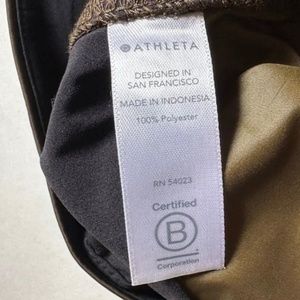 ATHLETA
DESIGNED IN
SAN FRANCISCO
MADE IN INDONESIA
100% Polyester
RN 54023
Certified
B
Corporation